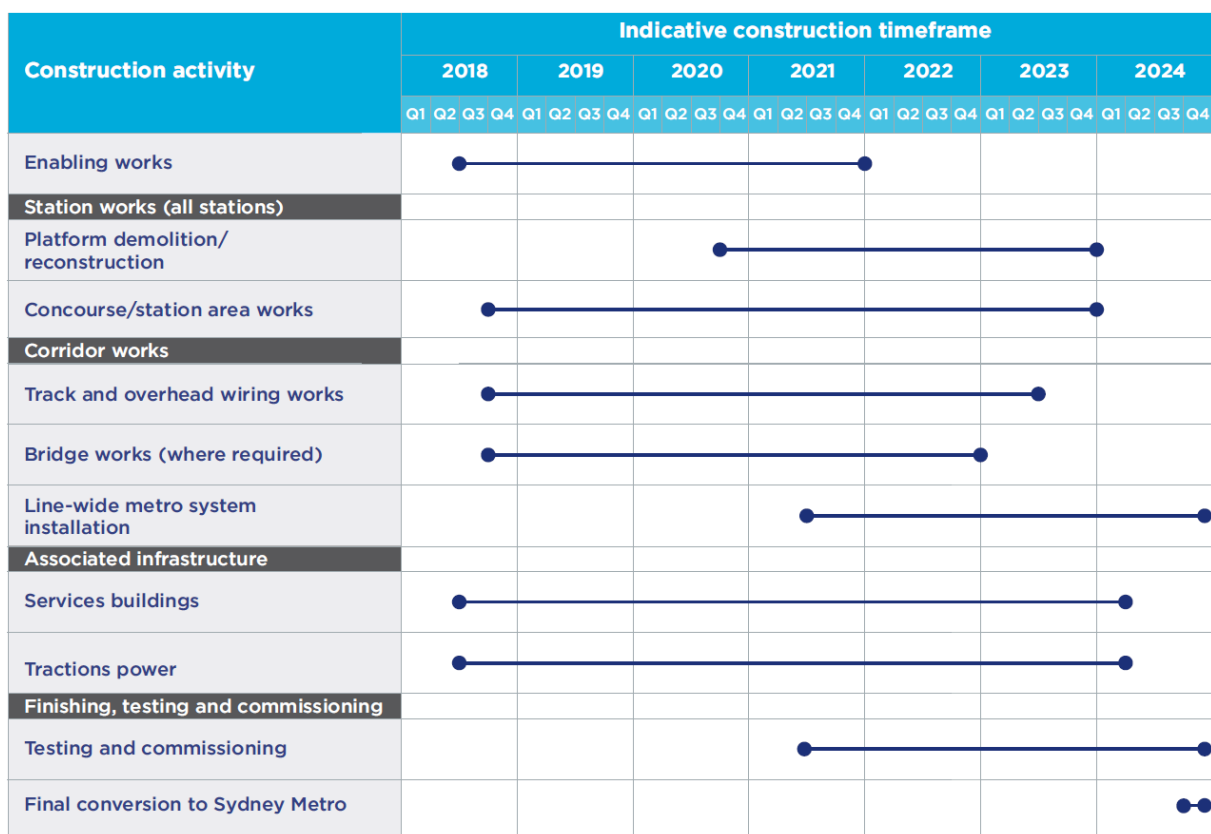 Indicative construction timeframe
Construction activity
2018 2019 2020 2021 2022 2023 2024
Q1 Q2 Q3 Q4 Q1 Q2 Q3 Q4 Q1 Q2 Q3 Q4 Q1 Q2 Q3 Q4 Q1 Q2 Q3 Q4 Q1 Q2 Q3 Q4 Q1 Q2 Q3 Q4
Enabling works
Station works (all stations)
Platform demolition/
reconstruction
Concourse/station area works
Corridor works
Track and overhead wiring works
Bridge works (where required)
Line-wide metro system
installation
Associated infrastructure
Services buildings
Tractions power
Finishing, testing and commissioning
Testing and commissioning
Final conversion to Sydney Metro